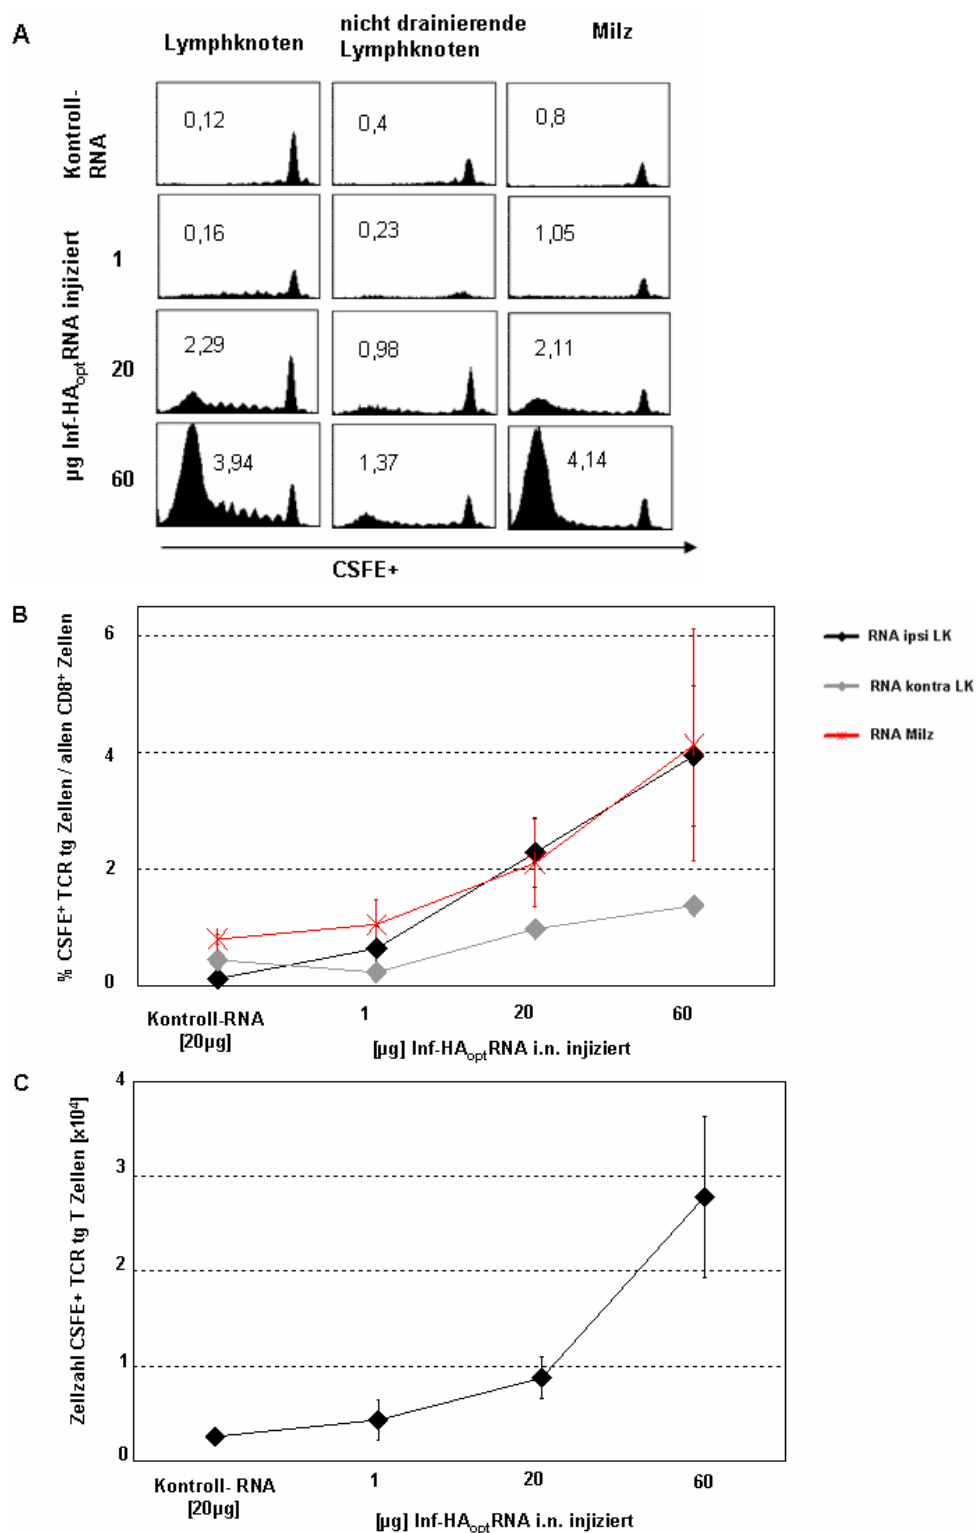 A
Lymphknoten
nicht drainierende
Lymphknoten
Milz
Kontroll-
RNA
0,12
0,4
0,8
µg Inf-HAoptRNA injiziert
1
0,16
0,23
1,05
20
2,29
0,98
2,11
60
3,94
1,37
4,14
CSFE+
B
% CSFE+ TCR tg Zellen / allen CD8+ Zellen
6
4
2
0
RNA ipsi LK
RNA kontra LK
RNA Milz
Kontroll-RNA
[20µg]
1
20
60
[µg] Inf-HAoptRNA i.n. injiziert
C
Zellzahl CSFE+ TCR tg T Zellen [x10⁴]
4
3
2
1
0
Kontroll- RNA
[20µg]
1
20
60
[µg] Inf-HAoptRNA i.n. injiziert